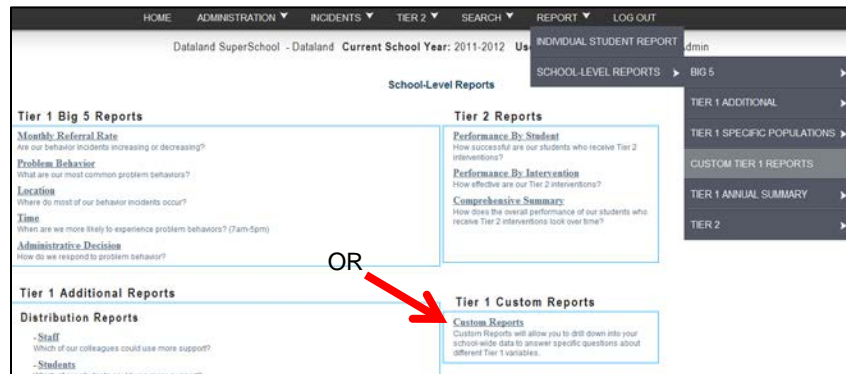 HOME ADMINISTRATION INCIDENTS TIER 2 SEARCH REPORT LOG OUT
Dataland SuperSchool - Dataland Current School Year: 2011-2012 Us dmin
INDIVIDUAL STUDENT REPORT
SCHOOL-LEVEL REPORTS
BIG 5
TIER 1 ADDITIONAL
TIER 1 SPECIFIC POPULATIONS
CUSTOM TIER 1 REPORTS
TIER 1 ANNUAL SUMMARY
TIER 2
School-Level Reports
Tier 1 Big 5 Reports
Monthly Referral Rate
Are our behavior incidents increasing or decreasing?
Problem Behavior
What are our most common problem behaviors?
Location
Where do most of our behavior incidents occur?
Time
When are we more likely to experience problem behaviors? (7am-5pm)
Administrative Decision
How do we respond to problem behavior?
Tier 2 Reports
Performance By Student
How successful are our students who receive Tier 2
interventions?
Performance By Intervention
How effective are our Tier 2 interventions?
Comprehensive Summary
How does the overall performance of our students who
receive Tier 2 interventions look over time?
OR
Tier 1 Additional Reports
Distribution Reports
-Staff
Which of our colleagues could use more support?
-Students
Tier 1 Custom Reports
Custom Reports
Custom Reports will allow you to drill down into your
school-wide data to answer specific questions about
different Tier 1 variables.